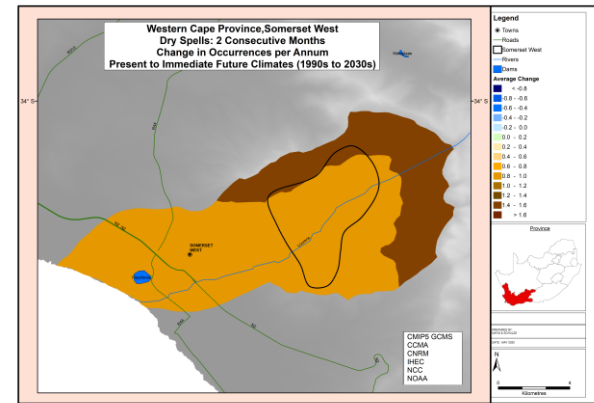 Western Cape Province,Somerset West
Dry Spells: 2 Consecutive Months
Change in Occurrences per Annum
Present to Immediate Future Climates (1990s to 2030s)
34° S
34° S
SOMERSET
WEST
CMIP5 GCMS
CCMA
CNRM
IHEC
NCC
NOAA
Legend
Towns
Roads
Somerset West
Rivers
Dams
Average Change
< -0.8
-0.8 - -0.6
-0.6 - -0.4
-0.4 - -0.2
-0.2 - 0.0
0.0 - 0.2
0.2 - 0.4
0.4 - 0.6
0.6 - 0.8
0.8 - 1.0
1.0 - 1.2
1.2 - 1.4
1.4 - 1.6
> 1.6
Province
N
Kilometres